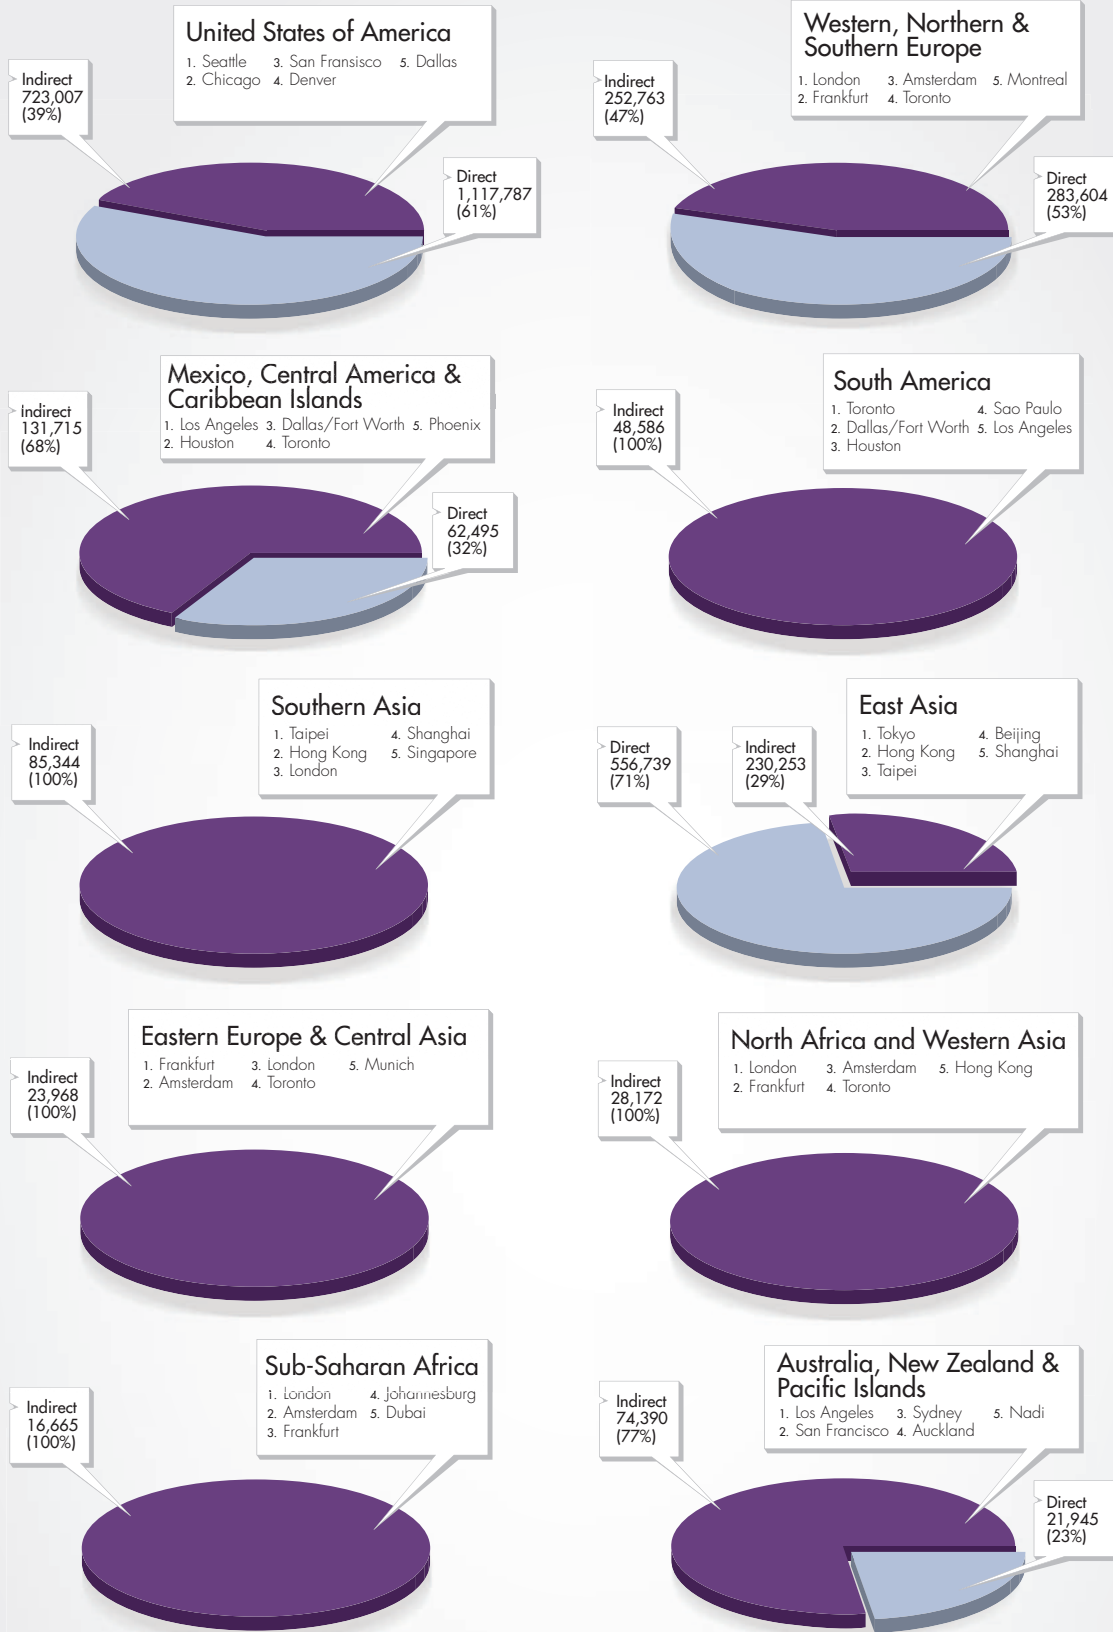 United States of America
1. Seattle 3. San Fransisco 5. Dallas
2. Chicago 4. Denver
Indirect
723,007
(39%)
Direct
1,117,787
(61%)
Western, Northern &
Southern Europe
1. London 3. Amsterdam 5. Montreal
2. Frankfurt 4. Toronto
Indirect
252,763
(47%)
Direct
283,604
(53%)
Mexico, Central America &
Caribbean Islands
1. Los Angeles 3. Dallas/Fort Worth 5. Phoenix
2. Houston 4. Toronto
Indirect
131,715
(68%)
Direct
62,495
(32%)
South America
1. Toronto 4. Sao Paulo
2. Dallas/Fort Worth 5. Los Angeles
3. Houston
Indirect
48,586
(100%)
Southern Asia
1. Taipei 4. Shanghai
2. Hong Kong 5. Singapore
3. London
Indirect
85,344
(100%)
East Asia
1. Tokyo 4. Beijing
2. Hong Kong 5. Shanghai
3. Taipei
Direct
556,739
(71%)
Indirect
230,253
(29%)
Eastern Europe & Central Asia
1. Frankfurt 3. London 5. Munich
2. Amsterdam 4. Toronto
Indirect
23,968
(100%)
North Africa and Western Asia
1. London 3. Amsterdam 5. Hong Kong
2. Frankfurt 4. Toronto
Indirect
28,172
(100%)
Sub-Saharan Africa
1. London 4. Johannesburg
2. Amsterdam 5. Dubai
3. Frankfurt
Indirect
16,665
(100%)
Australia, New Zealand &
Pacific Islands
1. Los Angeles 3. Sydney 5. Nadi
2. San Francisco 4. Auckland
Indirect
74,390
(77%)
Direct
21,945
(23%)